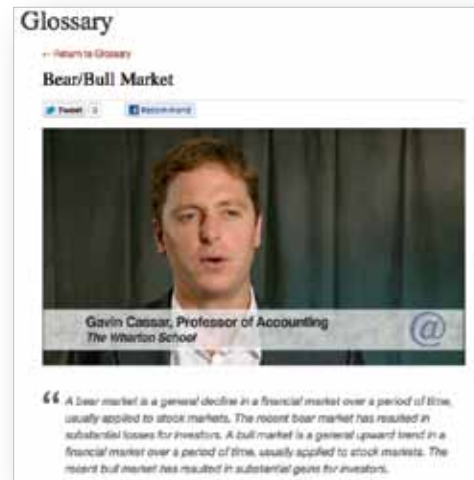 Glossary
← Return to Glossary
Bear/Bull Market
Tweet 0 Recommend
Gavin Cassar, Professor of Accounting
The Wharton School
@
“ A bear market is a general decline in a financial market over a period of time,
usually applied to stock markets. The recent bear market has resulted in
substantial losses for investors. A bull market is a general upward trend in a
financial market over a period of time, usually applied to stock markets. The
recent bull market has resulted in substantial gains for investors.